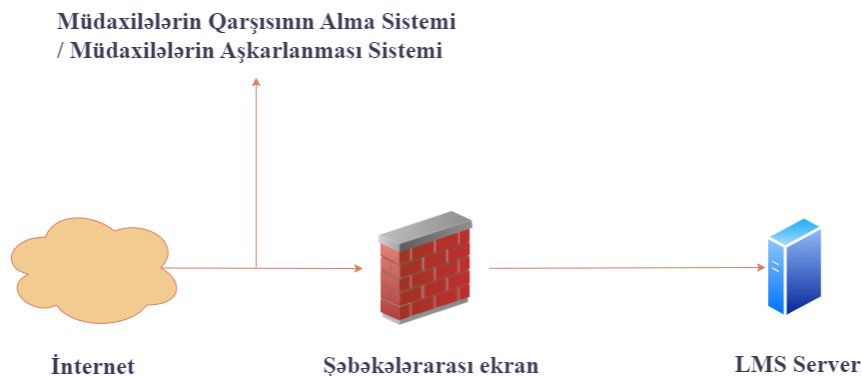 Müdaxilələrin Qarşısının Alma Sistemi
/ Müdaxilələrin Aşkarlanması Sistemi
İnternet
Şəbəkələrarası ekran
LMS Server